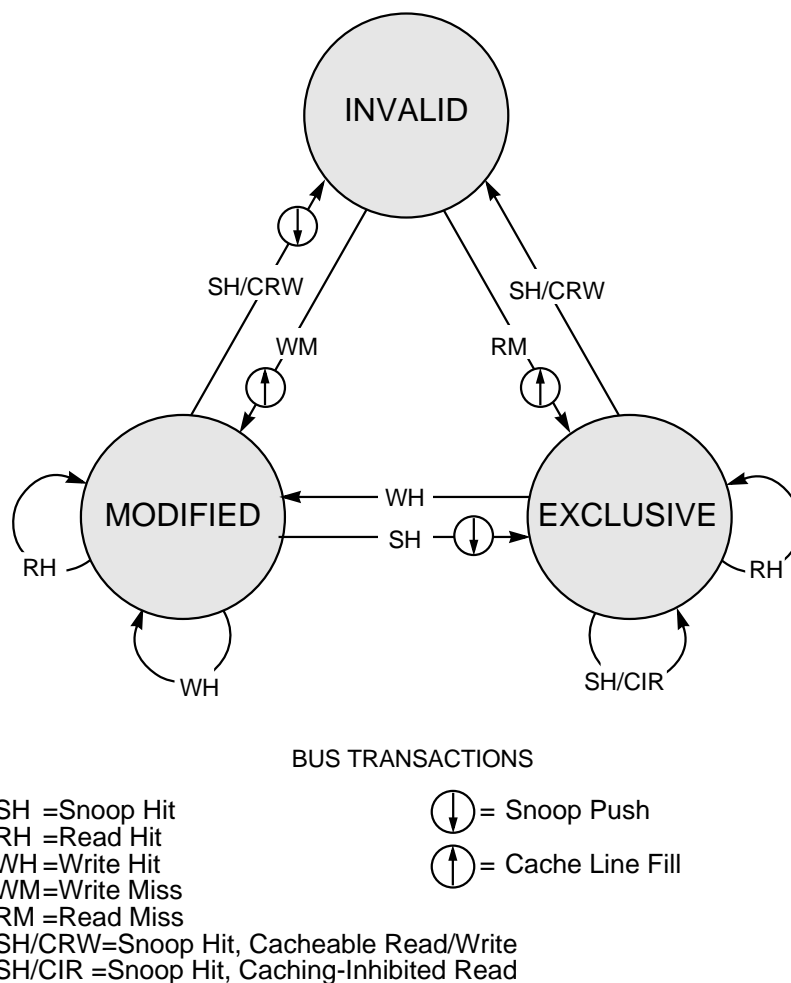 INVALID
SH/CRW
SH/CRW
WM
RM
MODIFIED
WH
EXCLUSIVE
SH
RH
RH
WH
SH/CIR
BUS TRANSACTIONS
SH =Snoop Hit
= Snoop Push
RH =Read Hit
WH =Write Hit
= Cache Line Fill
WM=Write Miss
RM =Read Miss
SH/CRW=Snoop Hit, Cacheable Read/Write
SH/CIR =Snoop Hit, Caching-Inhibited Read